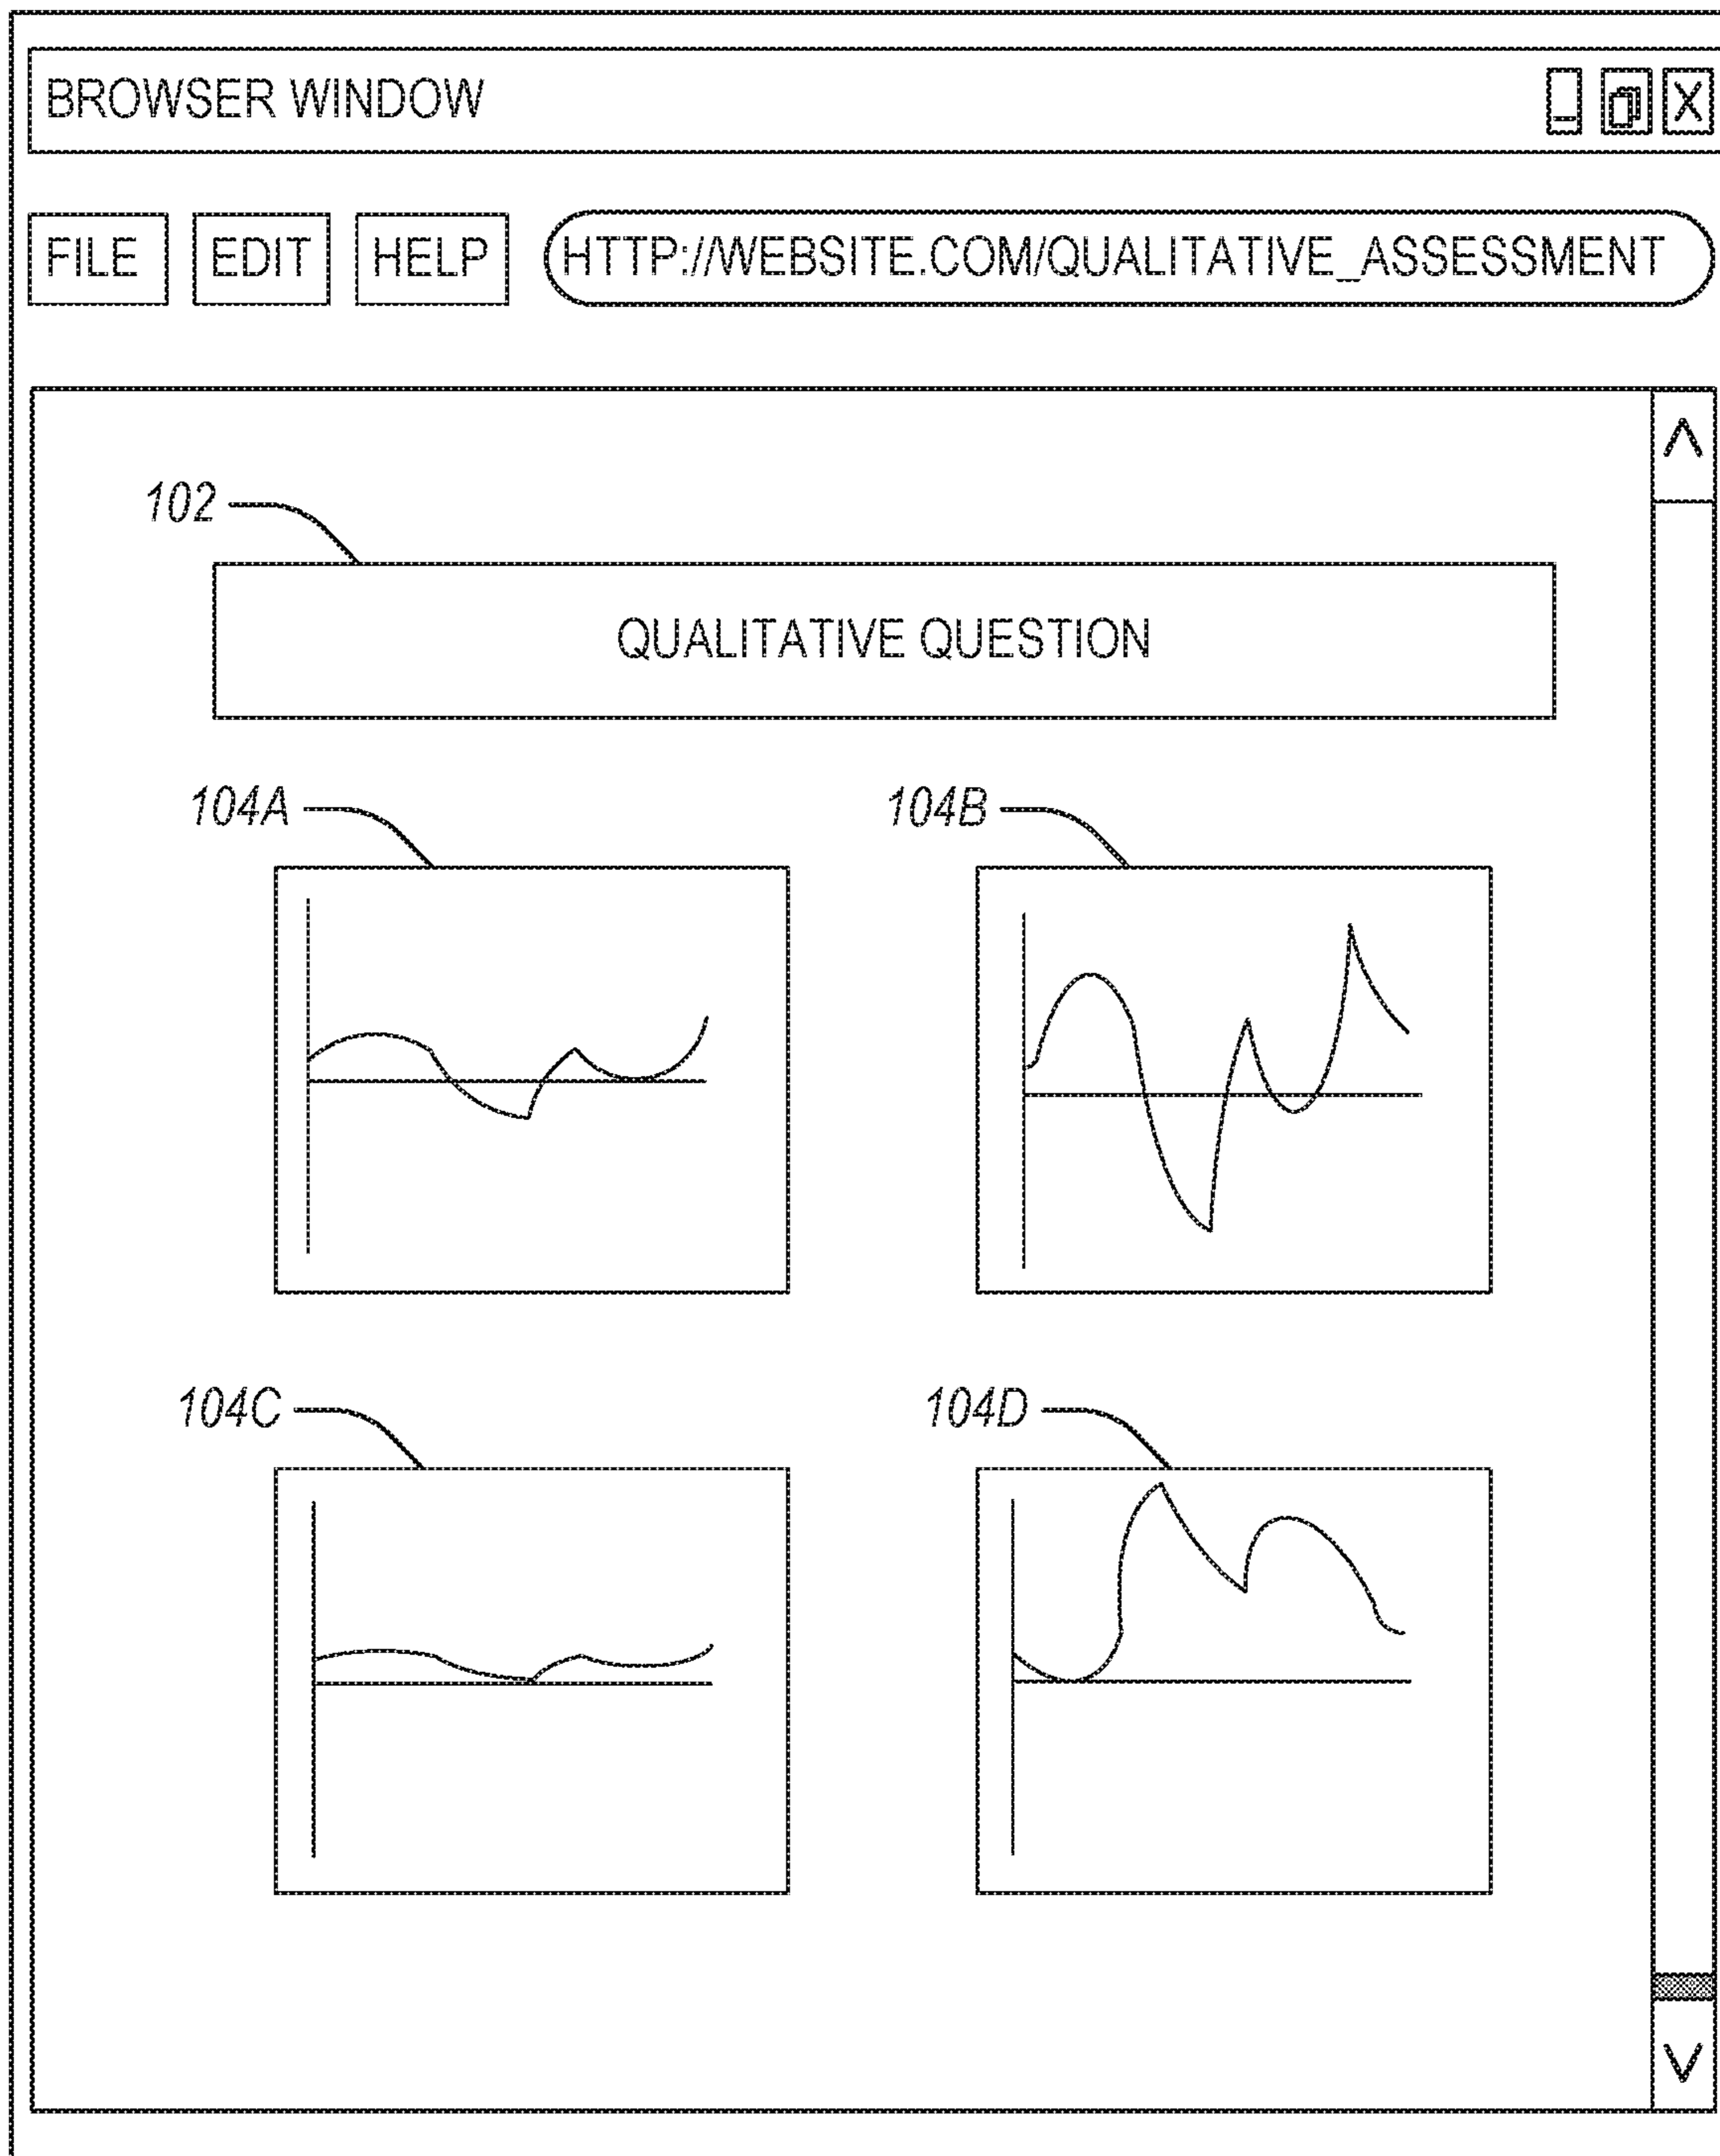 BROWSER WINDOW
FILE EDIT HELP HTTP://WEBSITE.COM/QUALITATIVE_ASSESSMENT
102
QUALITATIVE QUESTION
104A 104B
104C 104D